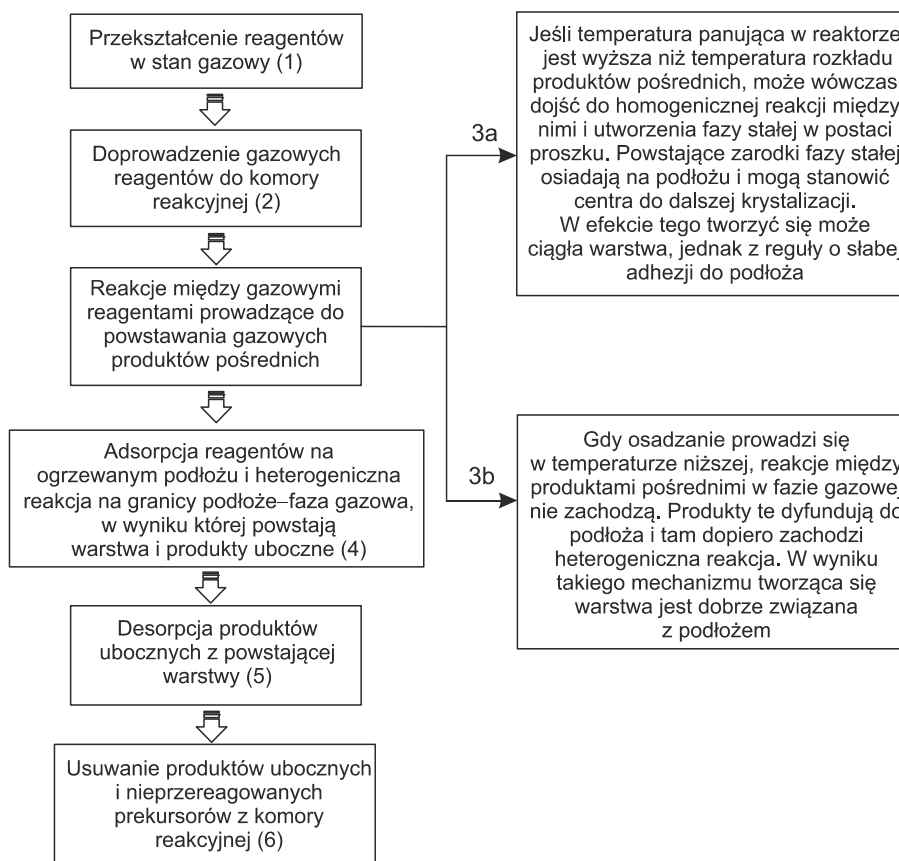 Przekształcenie reagentów
w stan gazowy (1)
Doprowadzenie gazowych
reagentów do komory
reakcyjnej (2)
Reakcje między gazowymi
reagentami prowadzące do
powstawania gazowych
produktów pośrednich
Adsorpcja reagentów na
ogrzewanym podłożu i heterogeniczna
reakcja na granicy podłoże–faza gazowa,
w wyniku której powstają
warstwa i produkty uboczne (4)
Desorpcja produktów
ubocznych z powstającej
warstwy (5)
Usuwanie produktów ubocznych
i nieprzereagowanych
prekursorów z komory
reakcyjnej (6)
3a
Jeśli temperatura panująca w reaktorze
jest wyższa niż temperatura rozkładu
produktów pośrednich, może wówczas
dojść do homogenicznej reakcji między
nimi i utworzenia fazy stałej w postaci
proszku. Powstające zarodki fazy stałej
osiadają na podłożu i mogą stanowić
centra do dalszej krystalizacji.
W efekcie tego tworzyć się może
ciągła warstwa, jednak z reguły o słabej
adhezji do podłoża
3b
Gdy osadzanie prowadzi się
w temperaturze niższej, reakcje między
produktami pośrednimi w fazie gazowej
nie zachodzą. Produkty te dyfundują do
podłoża i tam dopiero zachodzi
heterogeniczna reakcja. W wyniku
takiego mechanizmu tworząca się
warstwa jest dobrze związana
z podłożem